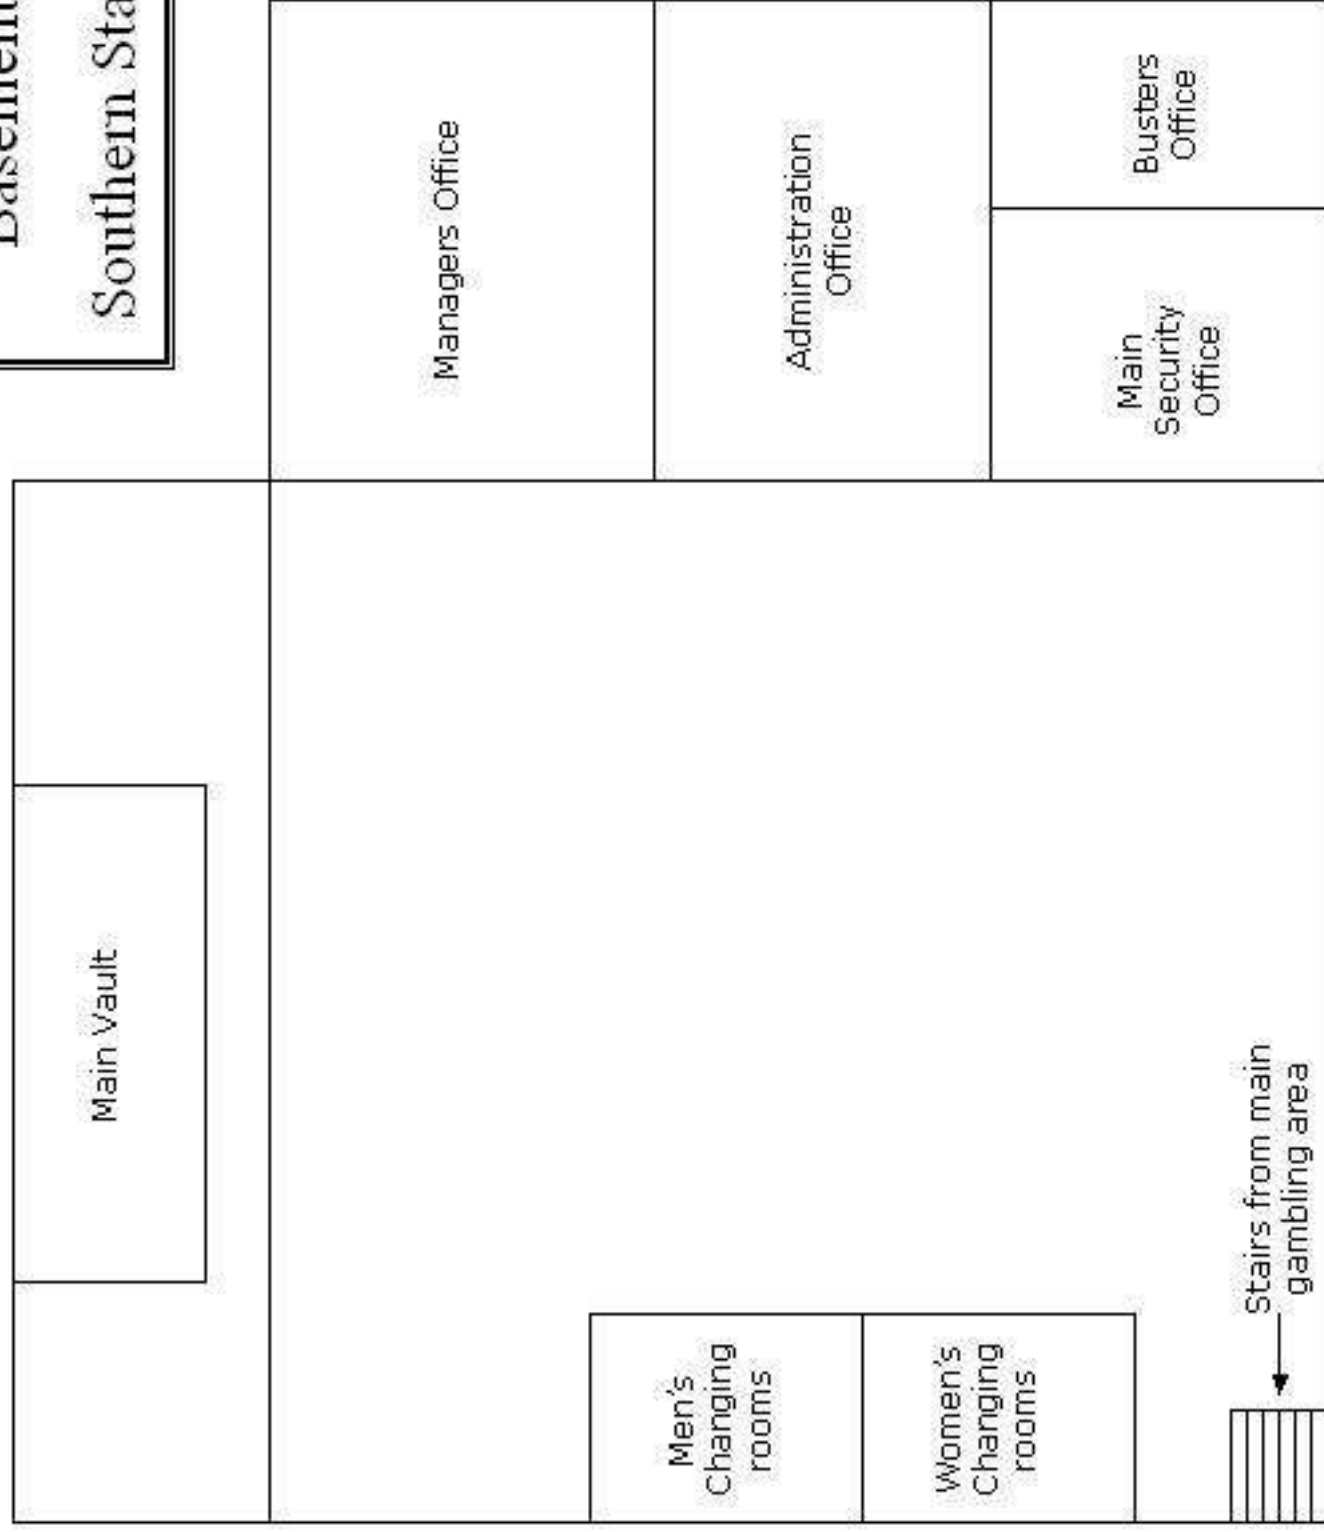 Basement
Southern Sta
Managers Office
Administration
Office
Busters
Office
Main
Security
Office
Main Vault
Men's
Changing
rooms
Women's
Changing
rooms
Stairs from main
gambling area